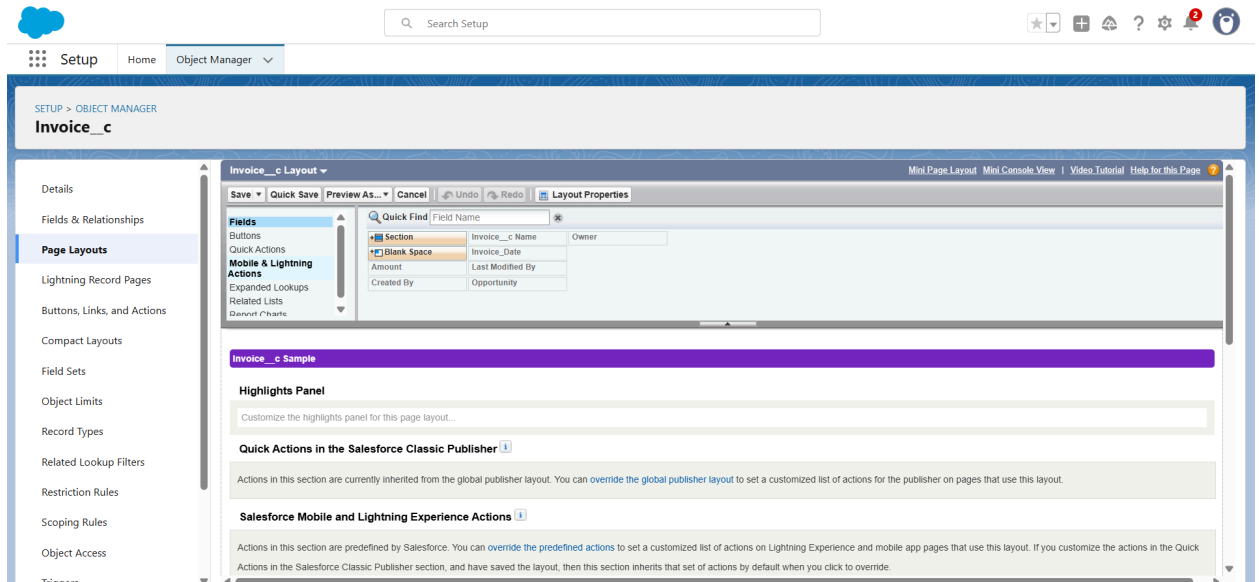 Search Setup
2
Setup
Home
Object Manager
SETUP > OBJECT MANAGER
Invoice__c
Details
Fields & Relationships
Page Layouts
Lightning Record Pages
Buttons, Links, and Actions
Compact Layouts
Field Sets
Object Limits
Record Types
Related Lookup Filters
Restriction Rules
Scoping Rules
Object Access
Triggers
Invoice__c Layout
Mini Page Layout Mini Console View | Video Tutorial Help for this Page ?
Save Quick Save Preview As... Cancel Undo Redo Layout Properties
Fields
Buttons
Quick Actions
Mobile & Lightning
Actions
Expanded Lookups
Related Lists
Report Charts
Quick Find Field Name
Section Invoice__c Name Owner
Blank Space Invoice_Date
Amount Last Modified By
Created By Opportunity
Invoice__c Sample
Highlights Panel
Customize the highlights panel for this page layout...
Quick Actions in the Salesforce Classic Publisher i
Actions in this section are currently inherited from the global publisher layout. You can override the global publisher layout to set a customized list of actions for the publisher on pages that use this layout.
Salesforce Mobile and Lightning Experience Actions i
Actions in this section are predefined by Salesforce. You can override the predefined actions to set a customized list of actions on Lightning Experience and mobile app pages that use this layout. If you customize the actions in the Quick
Actions in the Salesforce Classic Publisher section, and have saved the layout, then this section inherits that set of actions by default when you click to override.